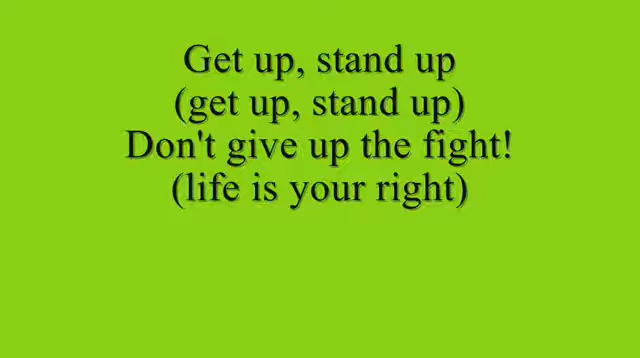 Get up, stand up
(get up, stand up)
Don't give up the fight!
(life is your right)